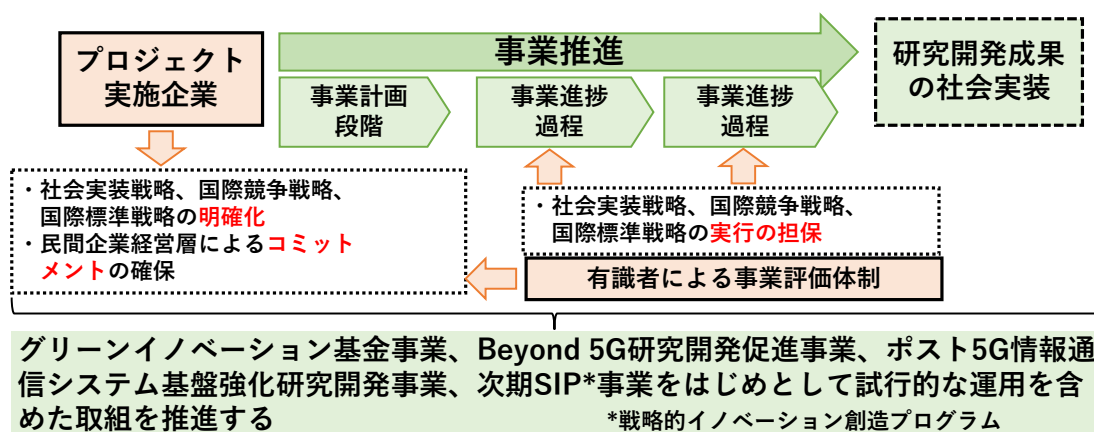 プロジェクト
実施企業
事業推進
研究開発成果
の社会実装
事業計画
段階
事業進捗
過程
事業進捗
過程
・社会実装戦略、国際競争戦略、
国際標準戦略の明確化
・民間企業経営層によるコミット
メントの確保
・社会実装戦略、国際競争戦略、
国際標準戦略の実行の担保
有識者による事業評価体制
グリーンイノベーション基金事業、Beyond 5G研究開発促進事業、ポスト5G情報通
信システム基盤強化研究開発事業、次期SIP*事業をはじめとして試行的な運用を含
めた取組を推進する
*戦略的イノベーション創造プログラム